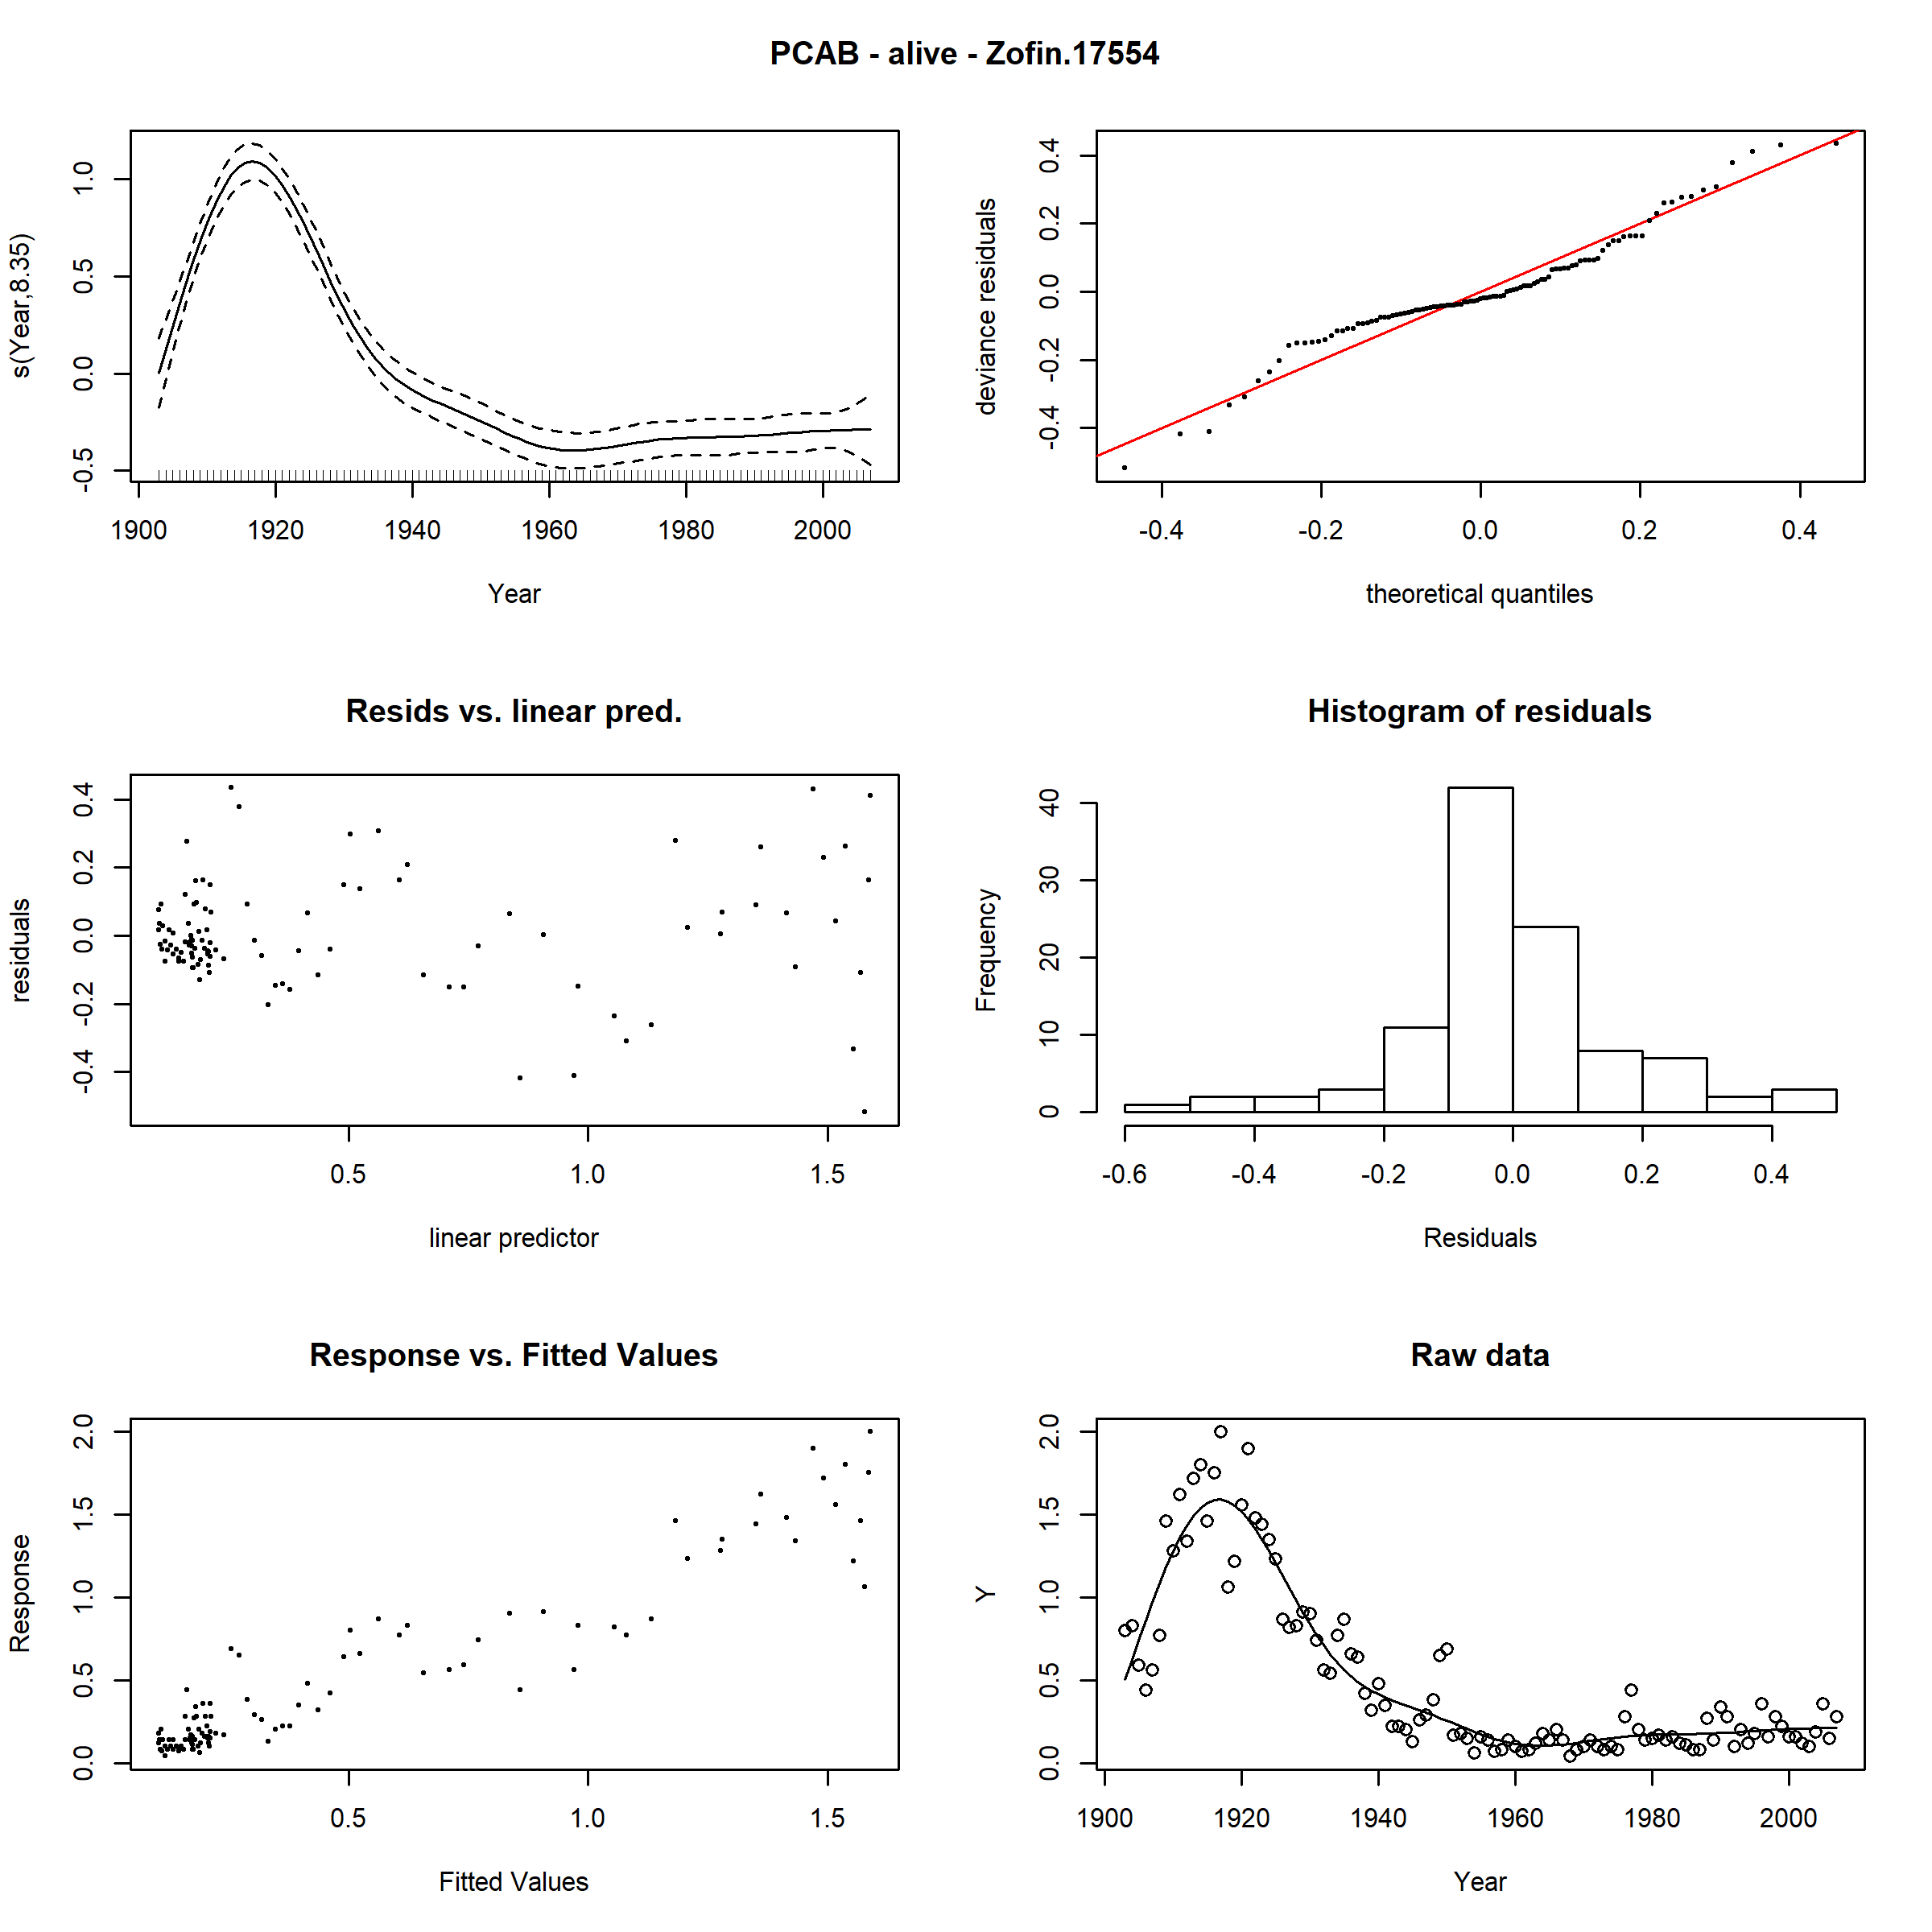 PCAB - alive - Zofin.17554
s(Year,8.35)
1.0
0.5
0.0
-0.5
1900 1920 1940 1960 1980 2000
Year
deviance residuals
0.4
0.2
0.0
-0.2
-0.4
-0.4 -0.2 0.0 0.2 0.4
theoretical quantiles
Resids vs. linear pred.
residuals
0.4
0.2
0.0
-0.2
-0.4
0.5 1.0 1.5
linear predictor
Histogram of residuals
Frequency
40
30
20
10
0
-0.6 -0.4 -0.2 0.0 0.2 0.4
Residuals
Response vs. Fitted Values
Response
2.0
1.5
1.0
0.5
0.0
0.5 1.0 1.5
Fitted Values
Raw data
Y
2.0
1.5
1.0
0.5
0.0
1900 1920 1940 1960 1980 2000
Year